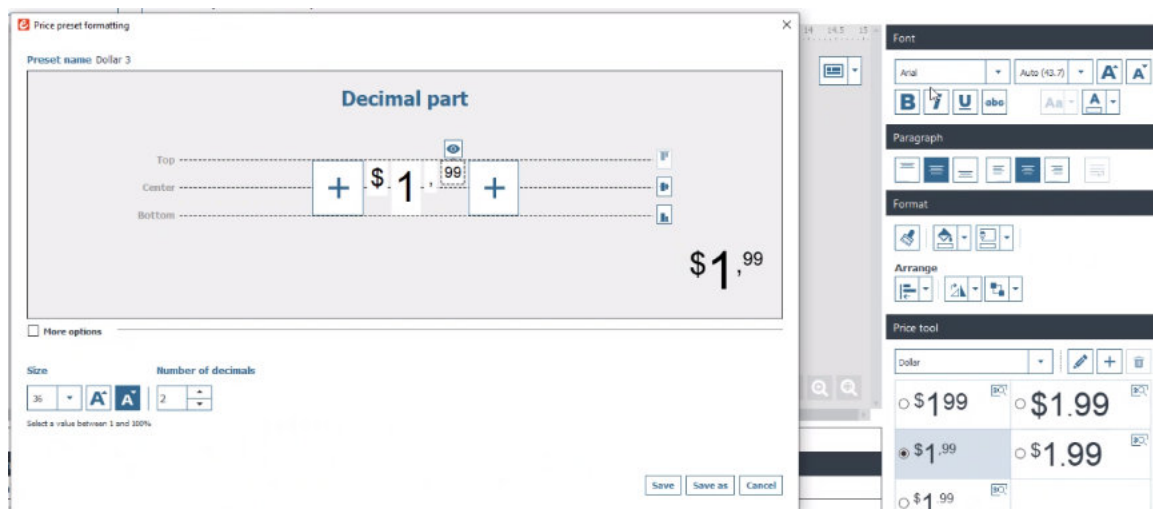 Price preset formatting
Preset name Dollar 3
Decimal part
Top
Center
Bottom
$ 1 , 99
$1,99
More options
Size
Number of decimals
36
2
Select a value between 1 and 100%
Save
Save as
Cancel
14 14.5 15
Font
Arial
Auto (43.7)
B i U abc
Aa
A
Paragraph
Format
Arrange
Price tool
Dollar
$199
$1.99
$1,99
$1.99
$1 99